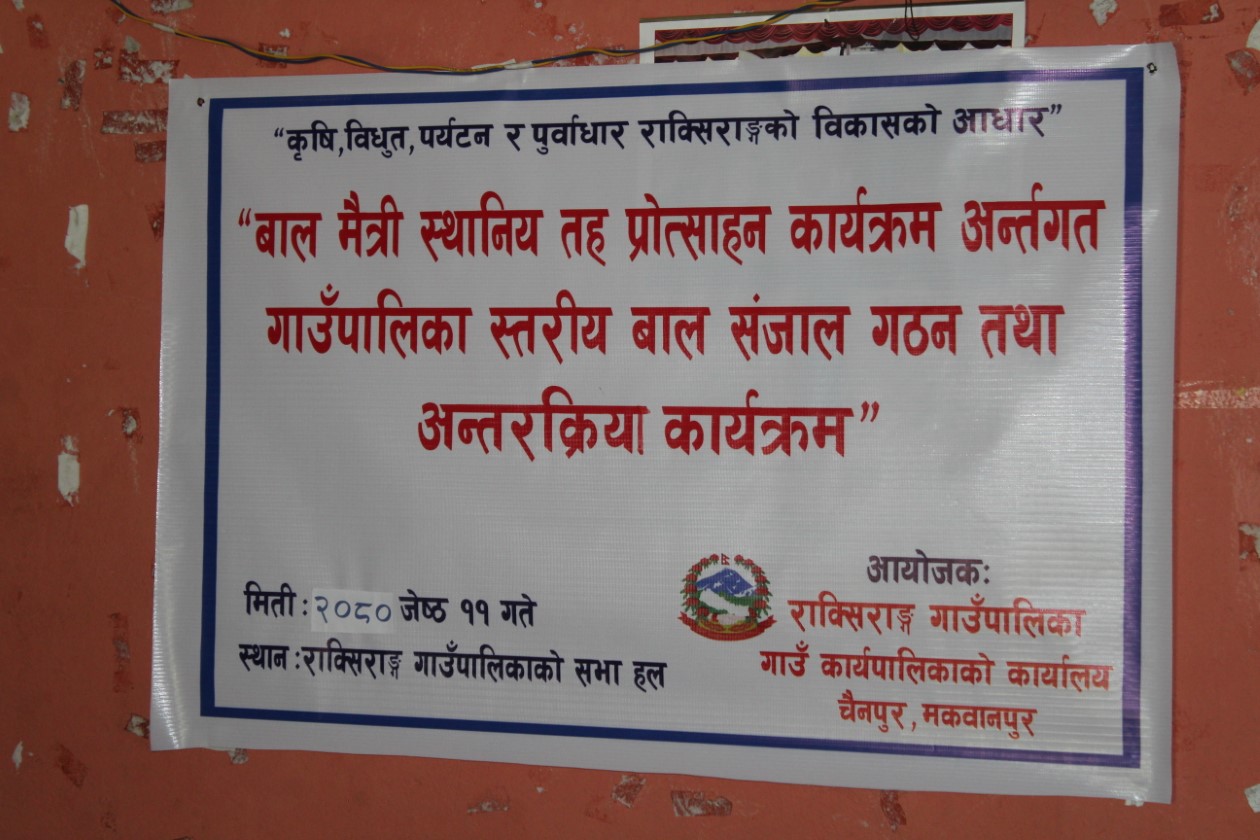 “कृषि,विधुत,पर्यटन र पुर्वाधार राक्सिराङ्गको विकासको आधार”
“बाल मैत्री स्थानिय तह प्रोत्साहन कार्यक्रम अर्न्तगत
गाउँपालिका स्तरीय बाल संजाल गठन तथा
अन्तरक्रिया कार्यक्रम”
मिती : २०८० जेष्ठ ११ गते
स्थान :राक्सिराङ्ग गाउँपालिकाको सभा हल
आयोजक:
राक्सिराङ्ग गाउँपालिका
गाउँ कार्यपालिकाको कार्यालय
चैनपुर,मकवानपुर